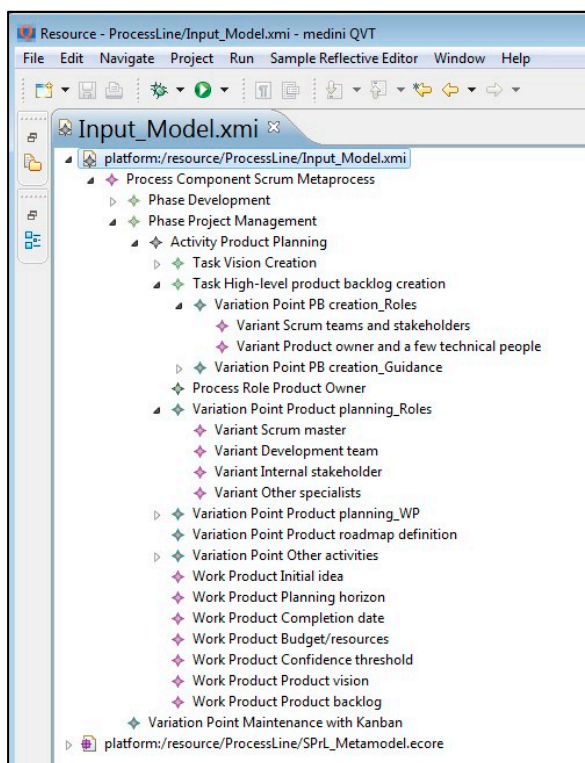 Resource - ProcessLine/Input_Model.xmi - medini QVT
File Edit Navigate Project Run Sample Reflective Editor Window Help
Input_Model.xmi
platform:/resource/ProcessLine/Input_Model.xmi
Process Component Scrum Metaprocess
Phase Development
Phase Project Management
Activity Product Planning
Task Vision Creation
Task High-level product backlog creation
Variation Point PB creation_Roles
Variant Scrum teams and stakeholders
Variant Product owner and a few technical people
Variation Point PB creation_Guidance
Process Role Product Owner
Variation Point Product planning_Roles
Variant Scrum master
Variant Development team
Variant Internal stakeholder
Variant Other specialists
Variation Point Product planning_WP
Variation Point Product roadmap definition
Variation Point Other activities
Work Product Initial idea
Work Product Planning horizon
Work Product Completion date
Work Product Budget/resources
Work Product Confidence threshold
Work Product Product vision
Work Product Product backlog
Variation Point Maintenance with Kanban
platform:/resource/ProcessLine/SPrL_Metamodel.ecore